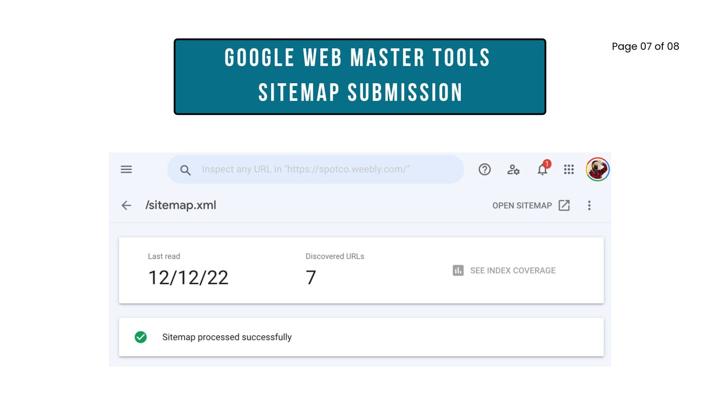 Page 07 of 08
GOOGLE WEB MASTER TOOLS
SITEMAP SUBMISSION
Inspect any URL in "https://spotco.weebly.com/"
1
/sitemap.xml
OPEN SITEMAP
Last read
Discovered URLs
12/12/22
7
SEE INDEX COVERAGE
Sitemap processed successfully